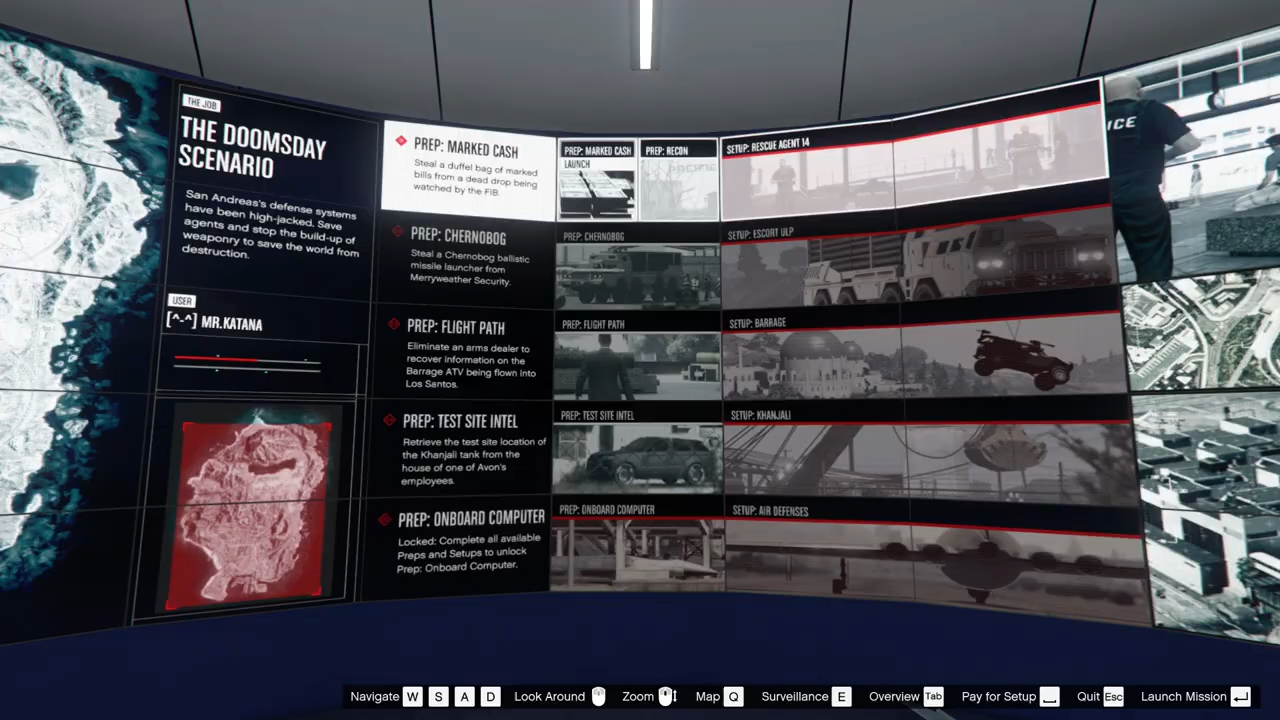 THE JOB
THE DOOMSDAY
SCENARIO
San Andreas's defense systems
have been high-jacked. Save
agents and stop the build-up of
weaponry to save the world from
destruction.
USER
[^-^] MR.KATANA
PREP: MARKED CASH
Steal a duffel bag of marked
bills from a dead drop being
watched by the FIB.
PREP: CHERNOBOG
Steal a Chernobog ballistic
missile launcher from
Merryweather Security.
PREP: FLIGHT PATH
Eliminate an arms dealer to
recover information on the
Barrage ATV being flown into
Los Santos.
PREP: TEST SITE INTEL
Retrieve the test site location of
the Khanjali tank from the
house of one of Avon's
employees.
PREP: ONBOARD COMPUTER
Locked: Complete all available
Preps and Setups to unlock
Prep: Onboard Computer.
PREP: MARKED CASH
LAUNCH
PREP: RECON
PACIFIC
PREP: CHERNOBOG
PREP: FLIGHT PATH
PREP: TEST SITE INTEL
PREP: ONBOARD COMPUTER
SETUP: RESCUE AGENT 14
SETUP: ESCORT ULP
SETUP: BARRAGE
SETUP: KHANJALI
SETUP: AIR DEFENSES
ICE
Navigate W S A D Look Around Zoom Map Q Surveillance E Overview Tab Pay for Setup Quit Esc Launch Mission